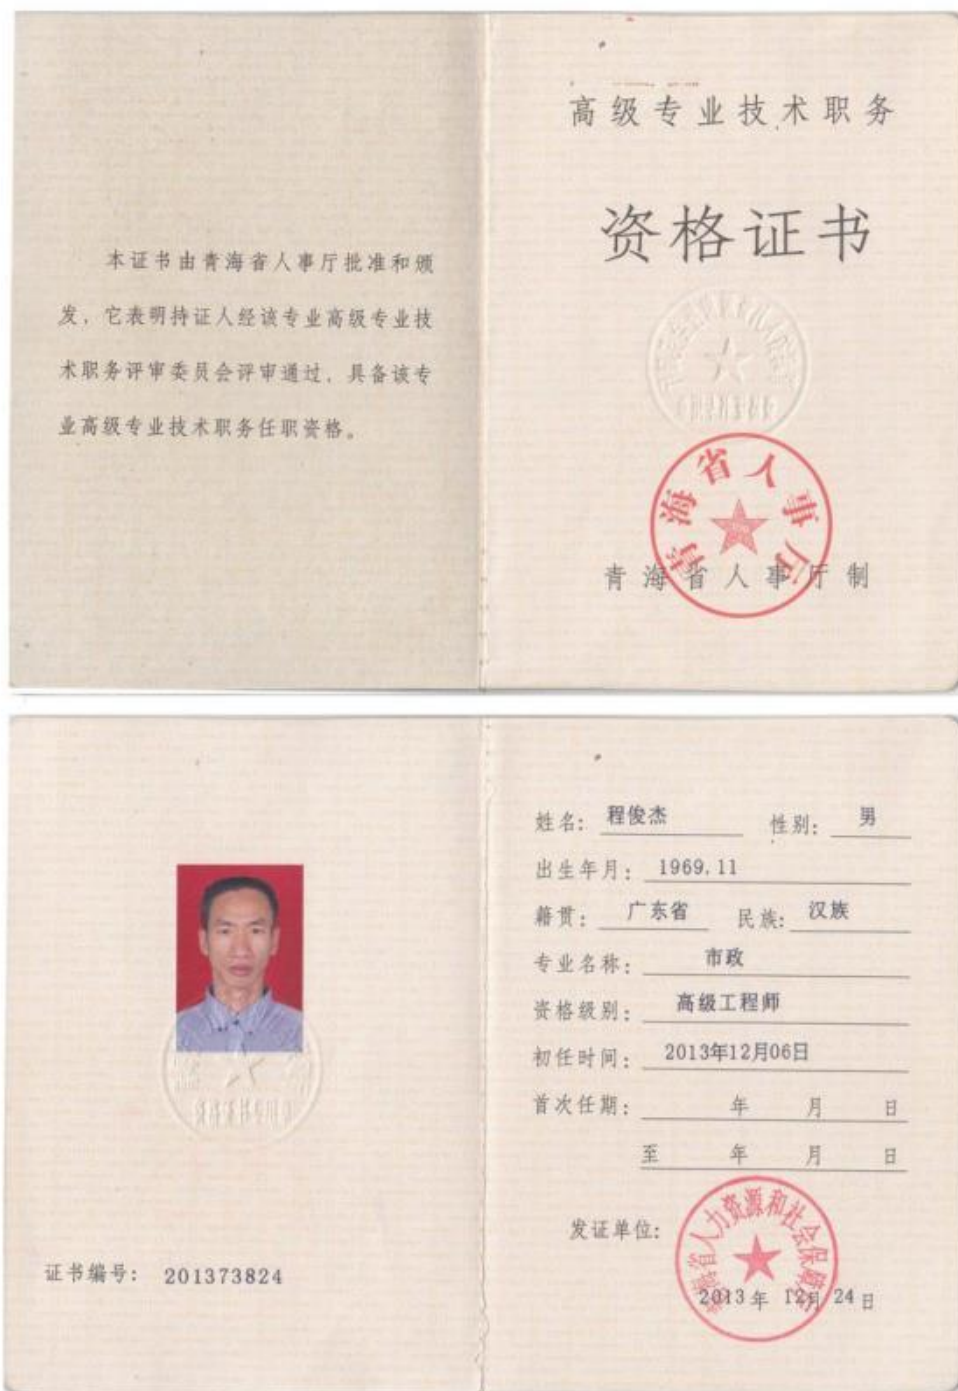 高级专业技术职务
资格证书
本证书由青海省人事厅批准和颁
发，它表明持证人经该专业高级专业技
术职务评审委员会评审通过，具备该专
业高级专业技术职务任职资格。
青海省人事厅
青海省人事厅制
姓名：程俊杰 性别：男
出生年月：1969.11
籍贯：广东省 民族：汉族
专业名称：市政
资格级别：高级工程师
初任时间：2013年12月06日
首次任期： 年 月 日
至 年 月 日
发证单位：
青海省人力资源和社会保障厅
2013年 12月 24日
证书编号：201373824